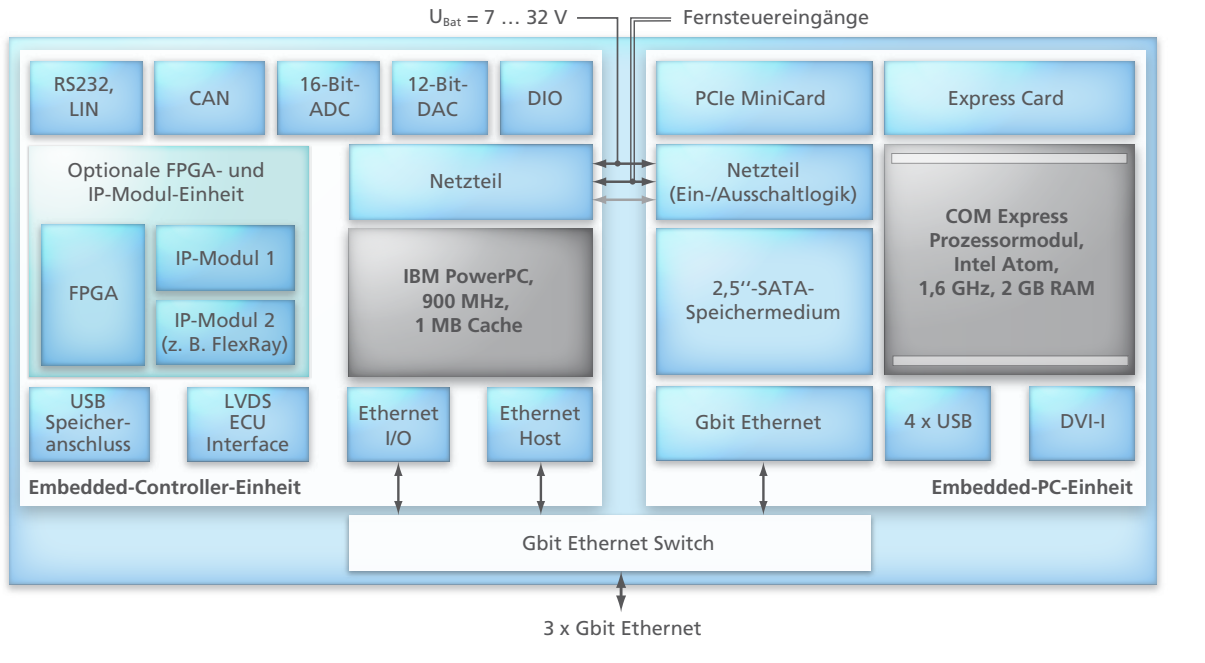 U_Bat = 7 … 32 V
Fernsteuereingänge
RS232,
LIN
CAN
16-Bit-
ADC
12-Bit-
DAC
DIO
Optionale FPGA- und
IP-Modul-Einheit
FPGA
IP-Modul 1
IP-Modul 2
(z. B. FlexRay)
Netzteil
IBM PowerPC,
900 MHz,
1 MB Cache
USB
Speicher-
anschluss
LVDS
ECU
Interface
Ethernet
I/O
Ethernet
Host
Embedded-Controller-Einheit
PCIe MiniCard
Express Card
Netzteil
(Ein-/Ausschaltlogik)
COM Express
Prozessormodul,
Intel Atom,
1,6 GHz, 2 GB RAM
2,5‘‘-SATA-
Speichermedium
Gbit Ethernet
4 x USB
DVI-I
Embedded-PC-Einheit
Gbit Ethernet Switch
3 x Gbit Ethernet